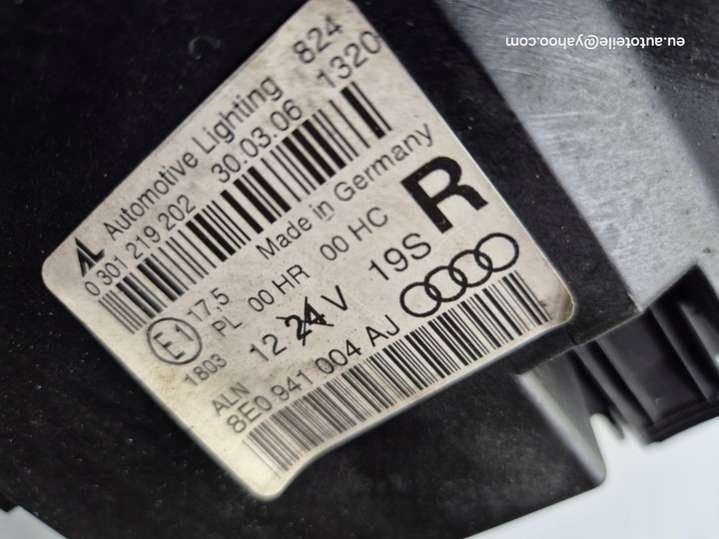 eu.autoteile@yahoo.com
AL Automotive Lighting 824
0 301 219 202 30.03.06 1320
Made in Germany
E1 17,5
1803 PL 00 HR 00 HC R
12 24 V 19S
ALN
8E0 941 004 AJ